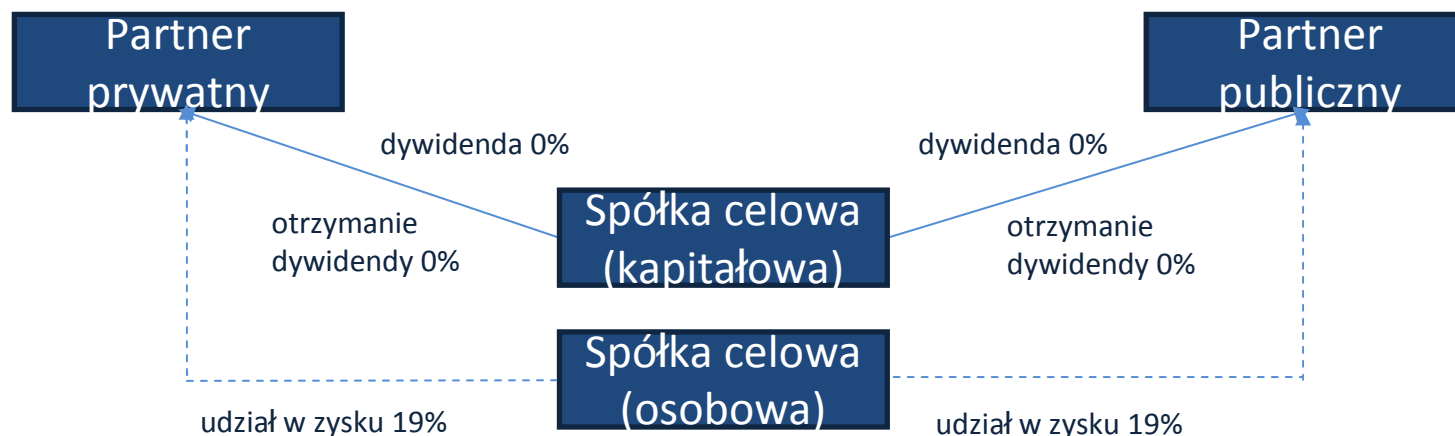 Partner
prywatny
Partner
publiczny
dywidenda 0%
dywidenda 0%
otrzymanie
dywidendy 0%
Spółka celowa
(kapitałowa)
otrzymanie
dywidendy 0%
Spółka celowa
(osobowa)
udział w zysku 19%
udział w zysku 19%